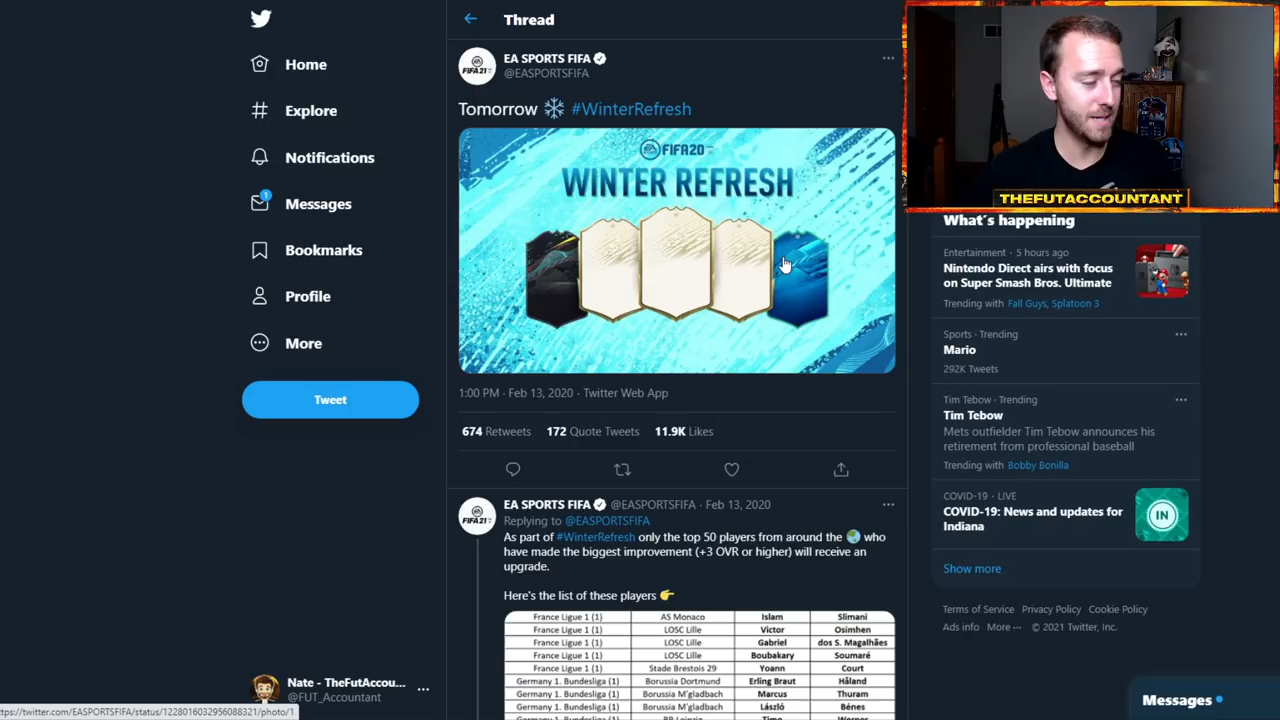 Thread
EA SPORTS FIFA
@EASPORTSFIFA
Tomorrow ❄ #WinterRefresh
FIFA20
WINTER REFRESH
1:00 PM · Feb 13, 2020 · Twitter Web App
674 Retweets 172 Quote Tweets 11.9K Likes
EA SPORTS FIFA @EASPORTSFIFA · Feb 13, 2020
Replying to @EASPORTSFIFA
As part of #WinterRefresh only the top 50 players from around the 🌏 who
have made the biggest improvement (+3 OVR or higher) will receive an
upgrade.
Here's the list of these players 👉
France Ligue 1 (1) AS Monaco Islam Slimani
France Ligue 1 (1) LOSC Lille Victor Osimhen
France Ligue 1 (1) LOSC Lille Gabriel dos S. Magalhães
France Ligue 1 (1) LOSC Lille Boubakary Soumaré
France Ligue 1 (1) Stade Brestois 29 Yoann Court
Germany 1. Bundesliga (1) Borussia Dortmund Erling Braut Håland
Germany 1. Bundesliga (1) Borussia M'gladbach Marcus Thuram
Germany 1. Bundesliga (1) Borussia M'gladbach László Bénes
Home
Explore
Notifications
1
Messages
Bookmarks
Profile
More
Tweet
Nate - TheFutAccou...
@FUT_Accountant
ttps://twitter.com/EASPORTSFIFA/status/1228016032956088321/photo/1
THEFUTACCOUNTANT
What's happening
Entertainment · 5 hours ago
Nintendo Direct airs with focus
on Super Smash Bros. Ultimate
Trending with Fall Guys, Splatoon 3
Sports · Trending
Mario
292K Tweets
Tim Tebow · Trending
Tim Tebow
Mets outfielder Tim Tebow announces his
retirement from professional baseball
Trending with Bobby Bonilla
COVID-19 · LIVE
COVID-19: News and updates for
Indiana
IN
Show more
Terms of Service Privacy Policy Cookie Policy
Ads info More ··· © 2021 Twitter, Inc.
Messages